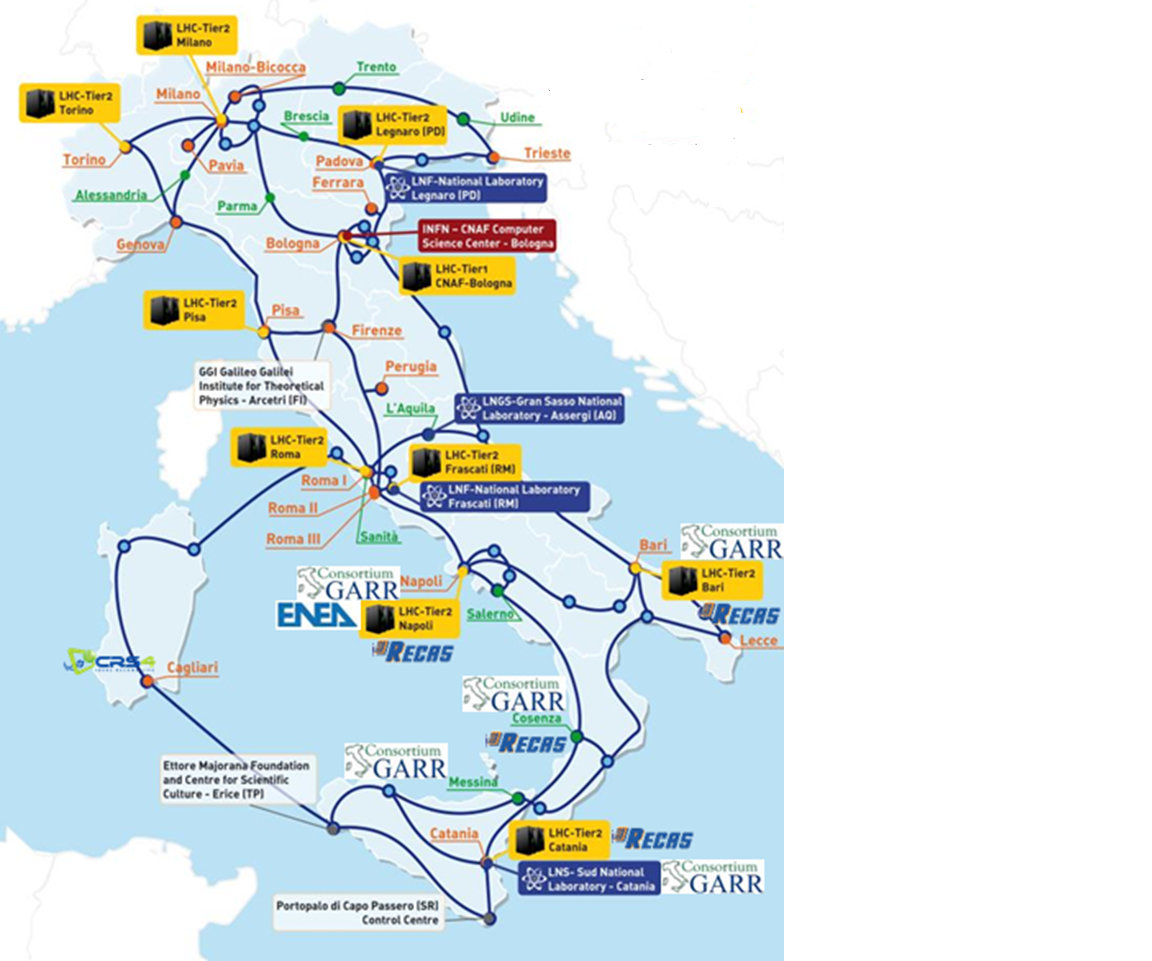 LHC-Tier2
Milano
Milano-Bicocca
Trento
LHC-Tier2
Torino
Milano
Brescia
LHC-Tier2
Legnaro (PD)
Udine
Torino
Pavia
Padova
Trieste
Alessandria
Ferrara
LNF-National Laboratory
Legnaro (PD)
Parma
Genova
Bologna
INFN – CNAF Computer
Science Center - Bologna
LHC-Tier1
CNAF-Bologna
LHC-Tier2
Pisa
Pisa
Firenze
GGI Galileo Galilei
Institute for Theoretical
Physics - Arcetri (FI)
Perugia
L'Aquila
LNGS-Gran Sasso National
Laboratory - Assergi (AQ)
LHC-Tier2
Roma
LHC-Tier2
Frascati (RM)
Roma I
LNF-National Laboratory
Frascati (RM)
Roma II
Roma III
Sanità
Consortium
GARR
Bari
LHC-Tier2
Bari
RECAS
Lecce
Consortium
GARR
Napoli
ENEA
LHC-Tier2
Napoli
Salerno
RECAS
CRS4
Cagliari
Consortium
GARR
Cosenza
RECAS
Ettore Majorana Foundation
and Centre for Scientific
Culture - Erice (TP)
Consortium
GARR
Messina
Catania
LHC-Tier2
Catania
RECAS
LNS- Sud National
Laboratory - Catania
Consortium
GARR
Portopalo di Capo Passero (SR)
Control Centre